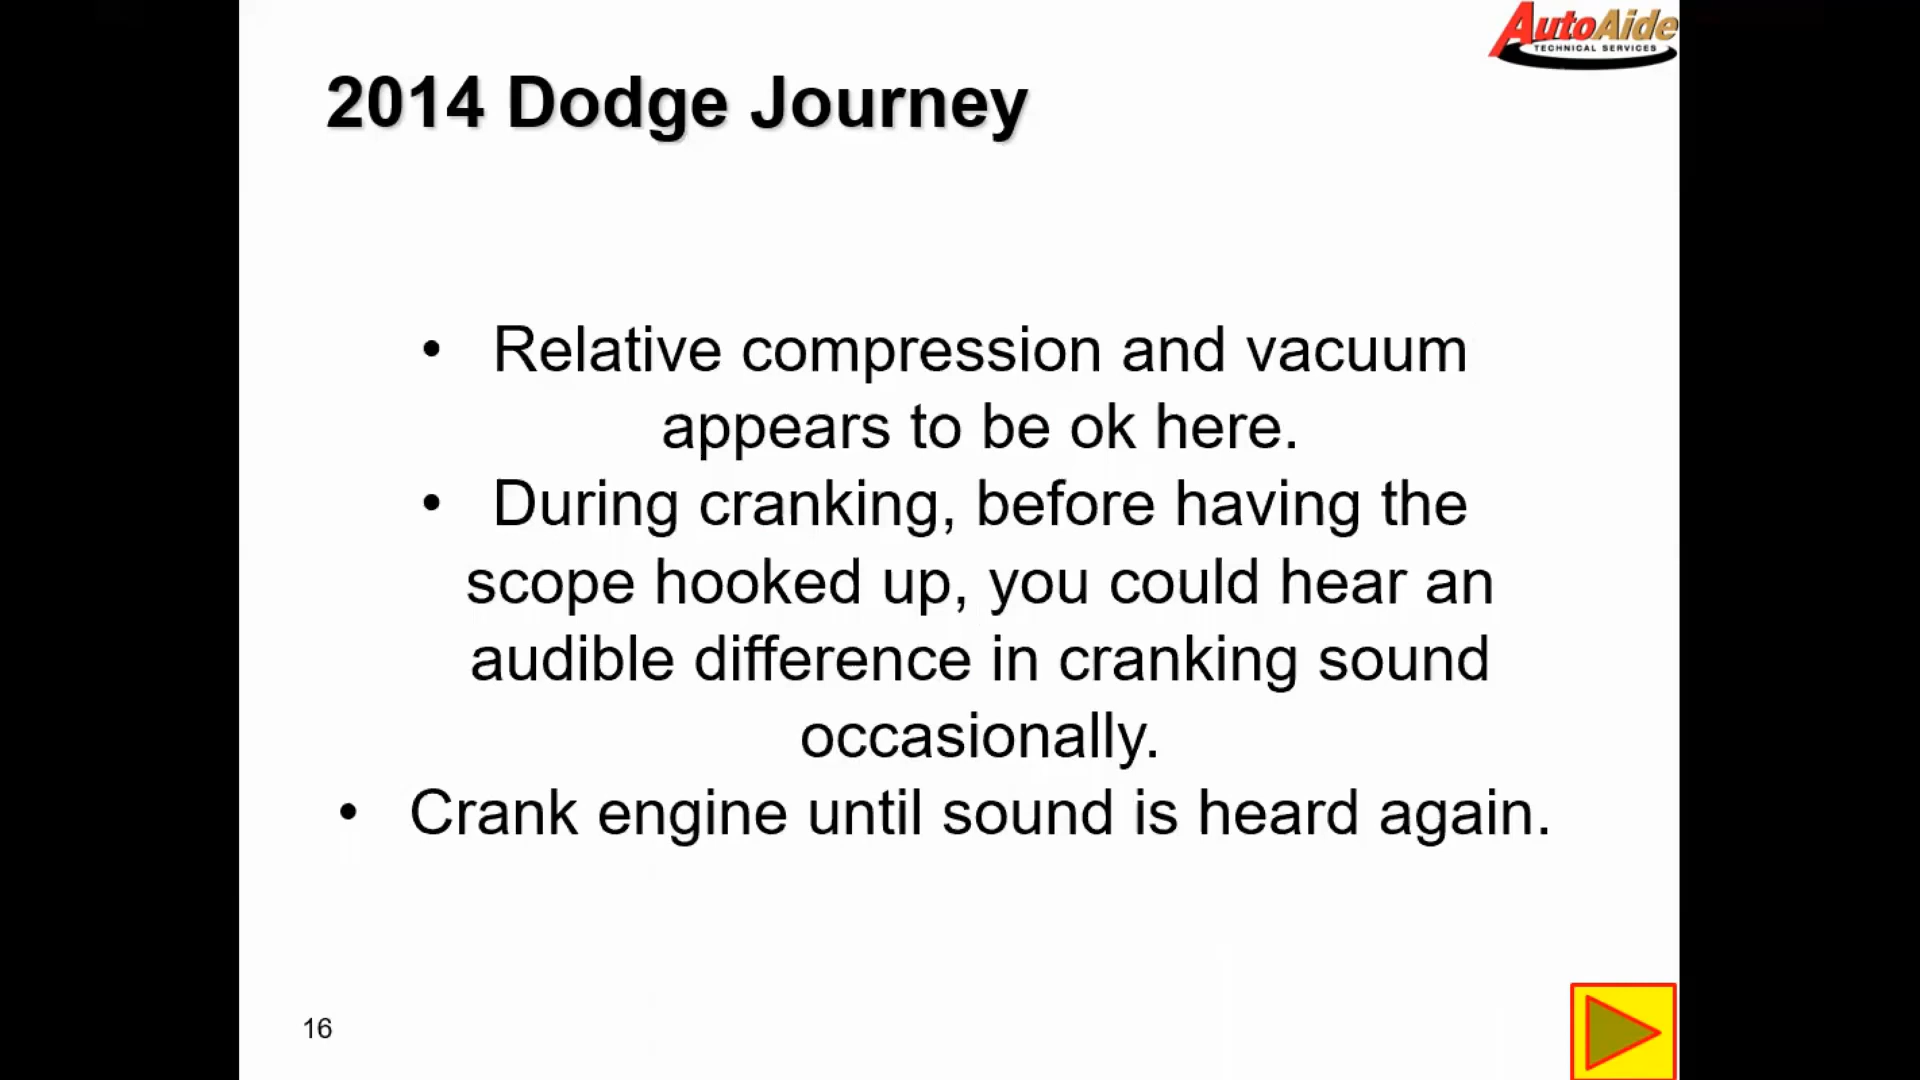 AutoAide
TECHNICAL SERVICES
2014 Dodge Journey
• Relative compression and vacuum
appears to be ok here.
• During cranking, before having the
scope hooked up, you could hear an
audible difference in cranking sound
occasionally.
• Crank engine until sound is heard again.
16